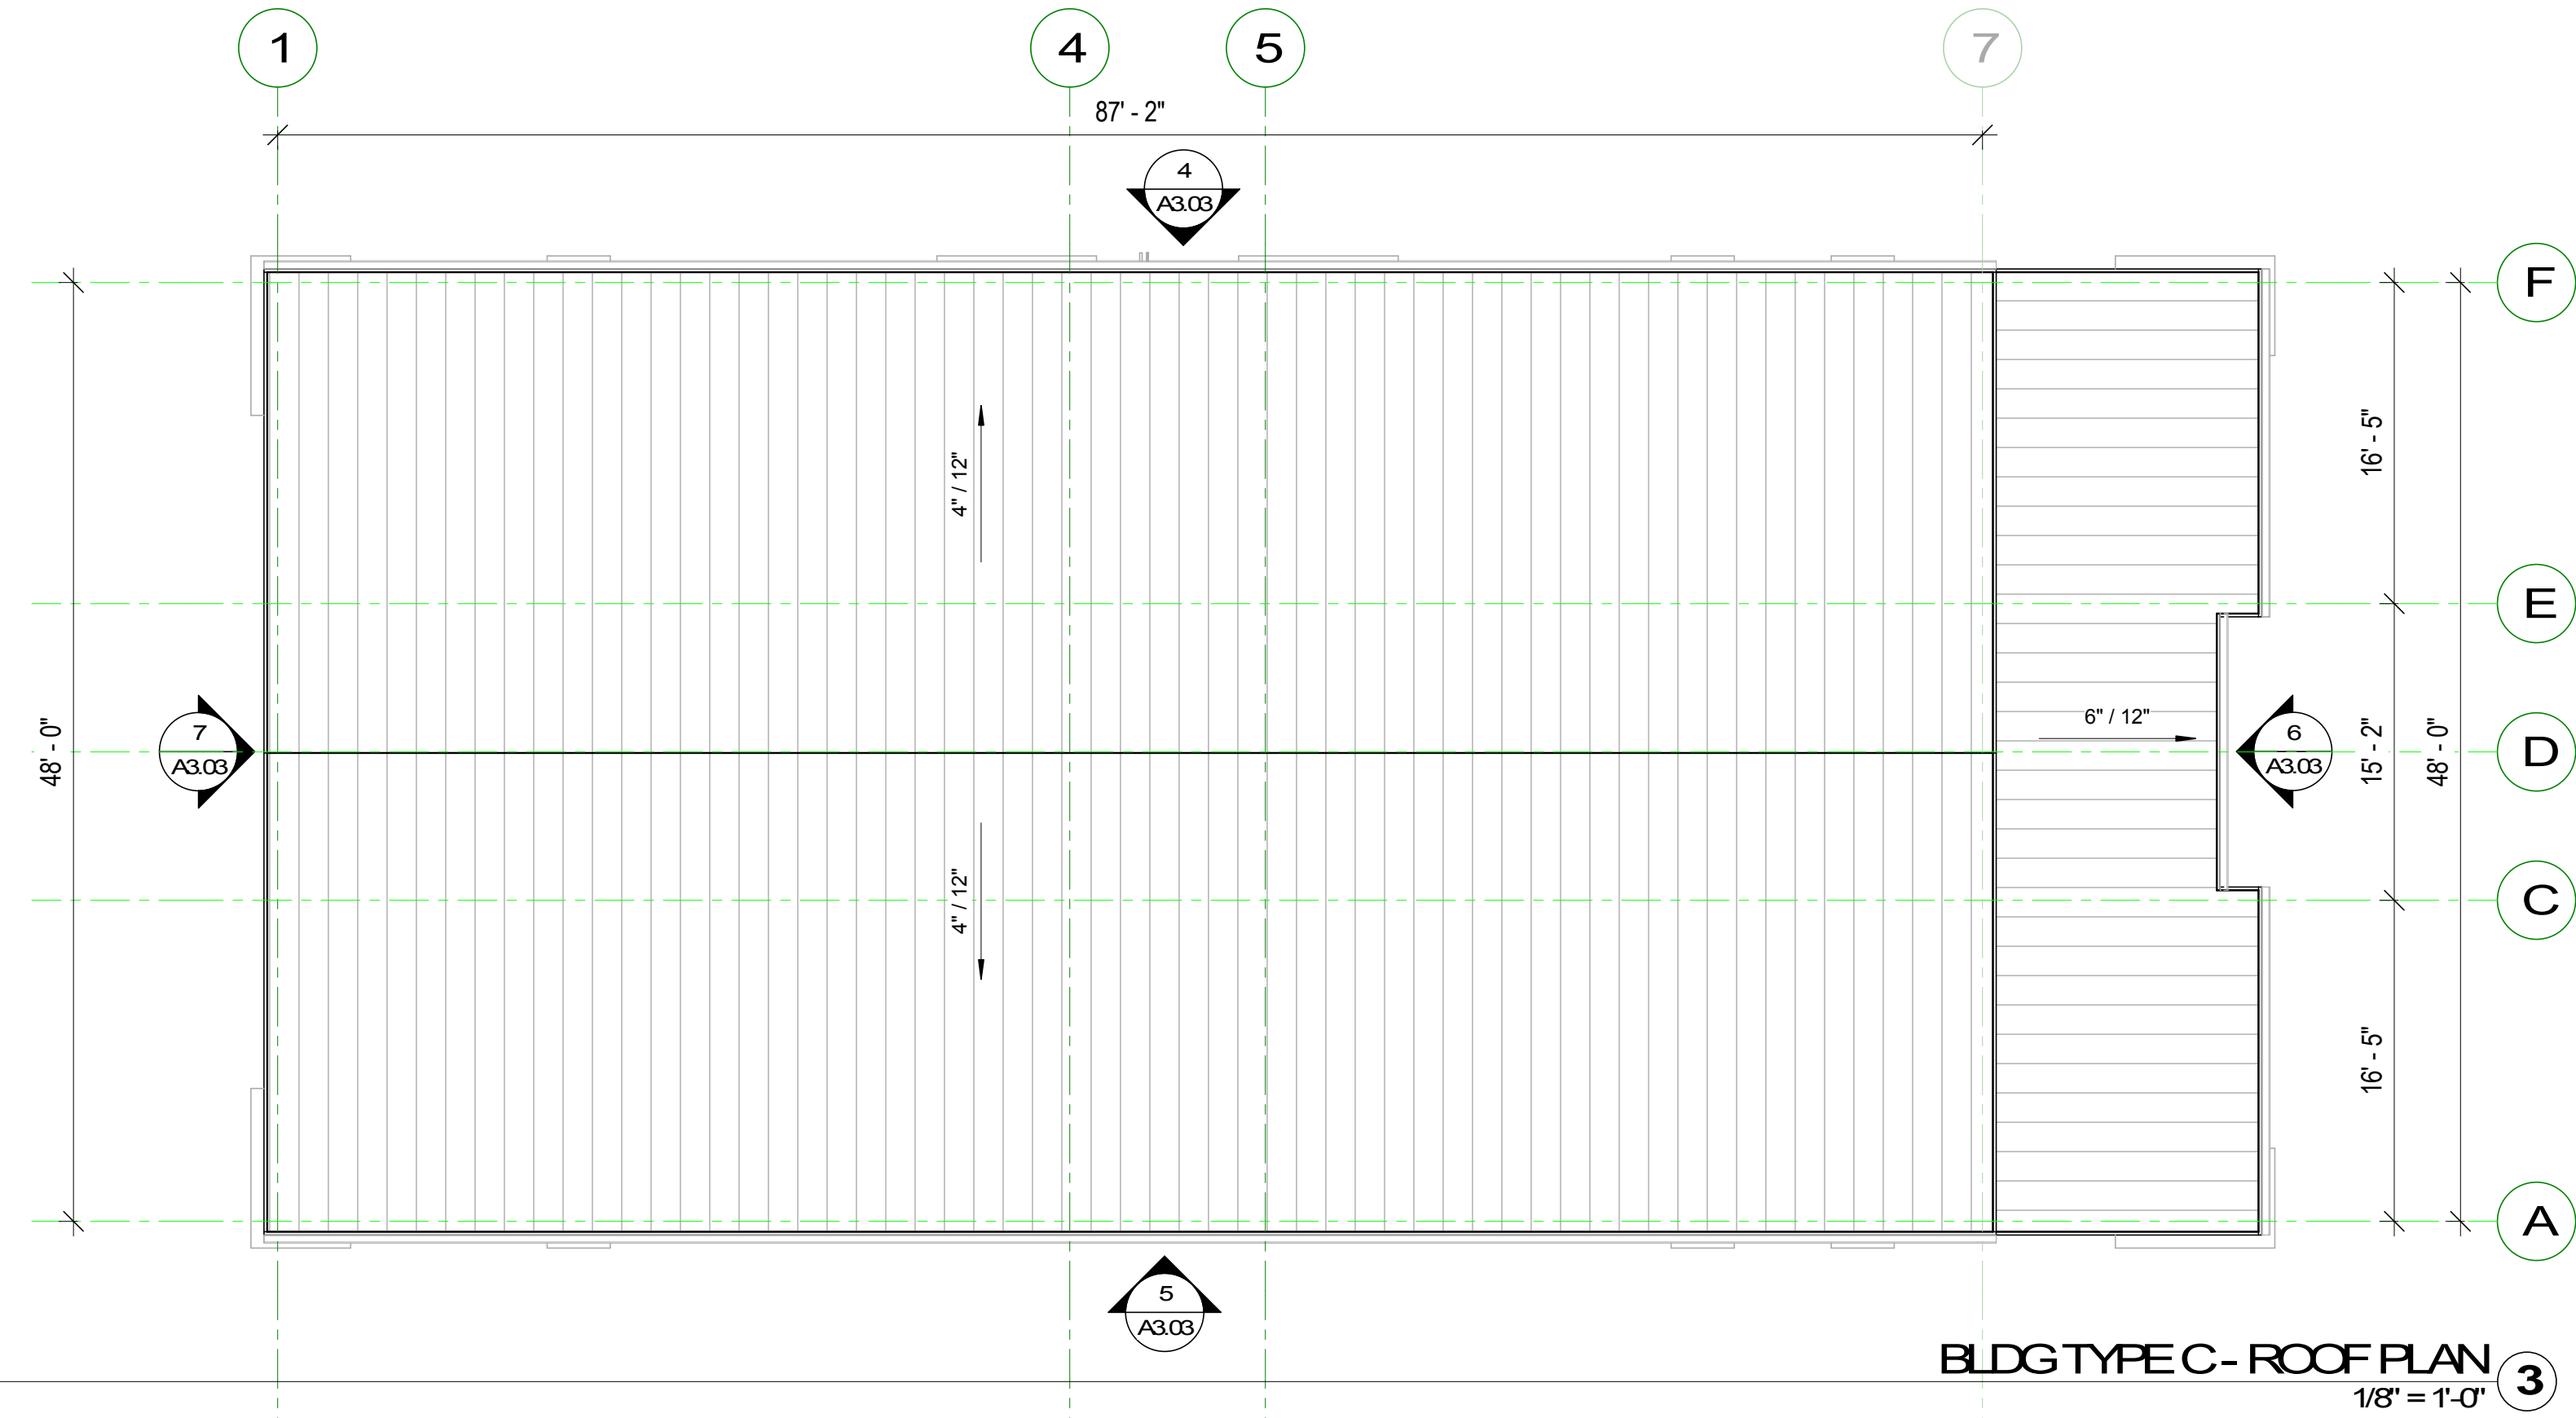 1
4
5
7
87' - 2"
4
A3.03
F
16' - 5"
4" / 12"
E
48' - 0"
7
A3.03
6" / 12"
6
A3.03
15' - 2"
48' - 0"
D
4" / 12"
C
16' - 5"
A
5
A3.03
BLDG TYPE C - ROOF PLAN
3
1/8" = 1'-0"